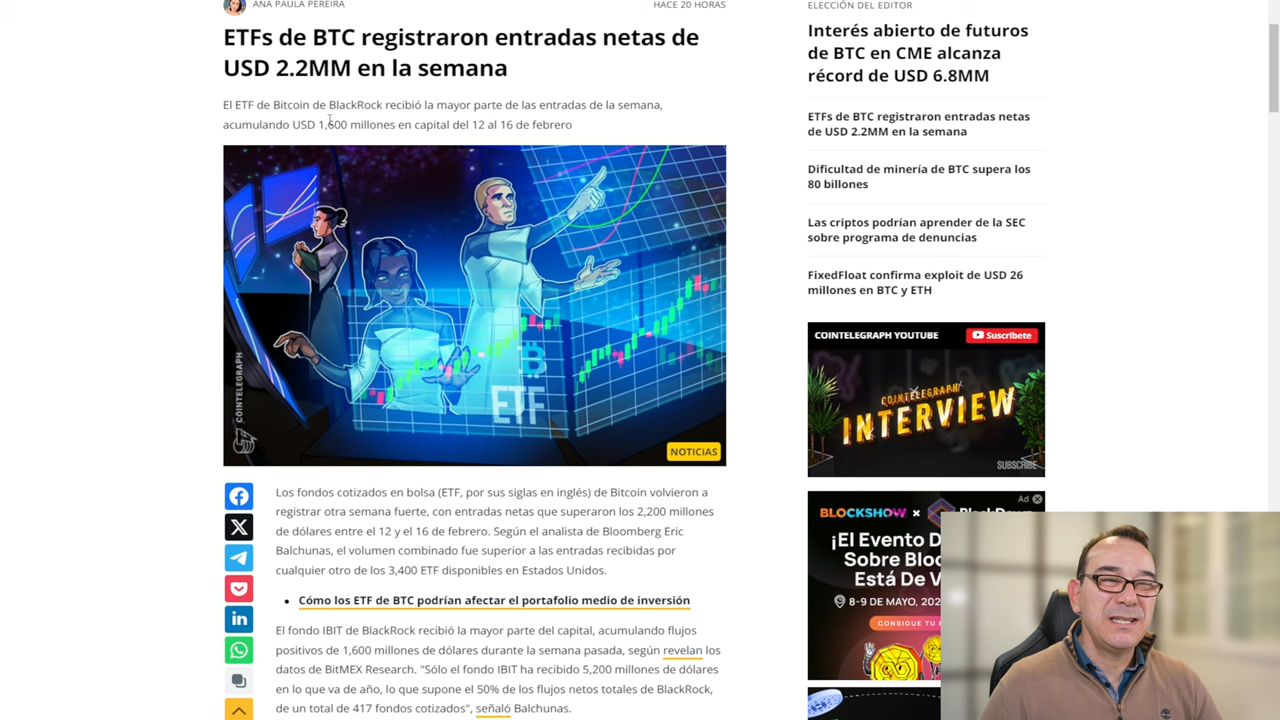 ANA PAULA PEREIRA
HACE 20 HORAS
ETFs de BTC registraron entradas netas de
USD 2.2MM en la semana
El ETF de Bitcoin de BlackRock recibió la mayor parte de las entradas de la semana,
acumulando USD 1,600 millones en capital del 12 al 16 de febrero
COINTELEGRAPH
B
ETF
NOTICIAS
Los fondos cotizados en bolsa (ETF, por sus siglas en inglés) de Bitcoin volvieron a
registrar otra semana fuerte, con entradas netas que superaron los 2,200 millones
de dólares entre el 12 y el 16 de febrero. Según el analista de Bloomberg Eric
Balchunas, el volumen combinado fue superior a las entradas recibidas por
cualquier otro de los 3,400 ETF disponibles en Estados Unidos.
Cómo los ETF de BTC podrían afectar el portafolio medio de inversión
El fondo IBIT de BlackRock recibió la mayor parte del capital, acumulando flujos
positivos de 1,600 millones de dólares durante la semana pasada, según revelan los
datos de BitMEX Research. "Sólo el fondo IBIT ha recibido 5,200 millones de dólares
en lo que va de año, lo que supone el 50% de los flujos netos totales de BlackRock,
de un total de 417 fondos cotizados", señaló Balchunas.
ELECCIÓN DEL EDITOR
Interés abierto de futuros
de BTC en CME alcanza
récord de USD 6.8MM
ETFs de BTC registraron entradas netas
de USD 2.2MM en la semana
Dificultad de minería de BTC supera los
80 billones
Las criptos podrían aprender de la SEC
sobre programa de denuncias
FixedFloat confirma exploit de USD 26
millones en BTC y ETH
COINTELEGRAPH YOUTUBE
Suscríbete
COINTELEGRAPH
INTERVIEW
SUBSCRIBE
Ad
BLOCKSHOW ×
¡El Evento D
Sobre Bloc
Está De V
8-9 DE MAYO, 202
CONSIGUE TU